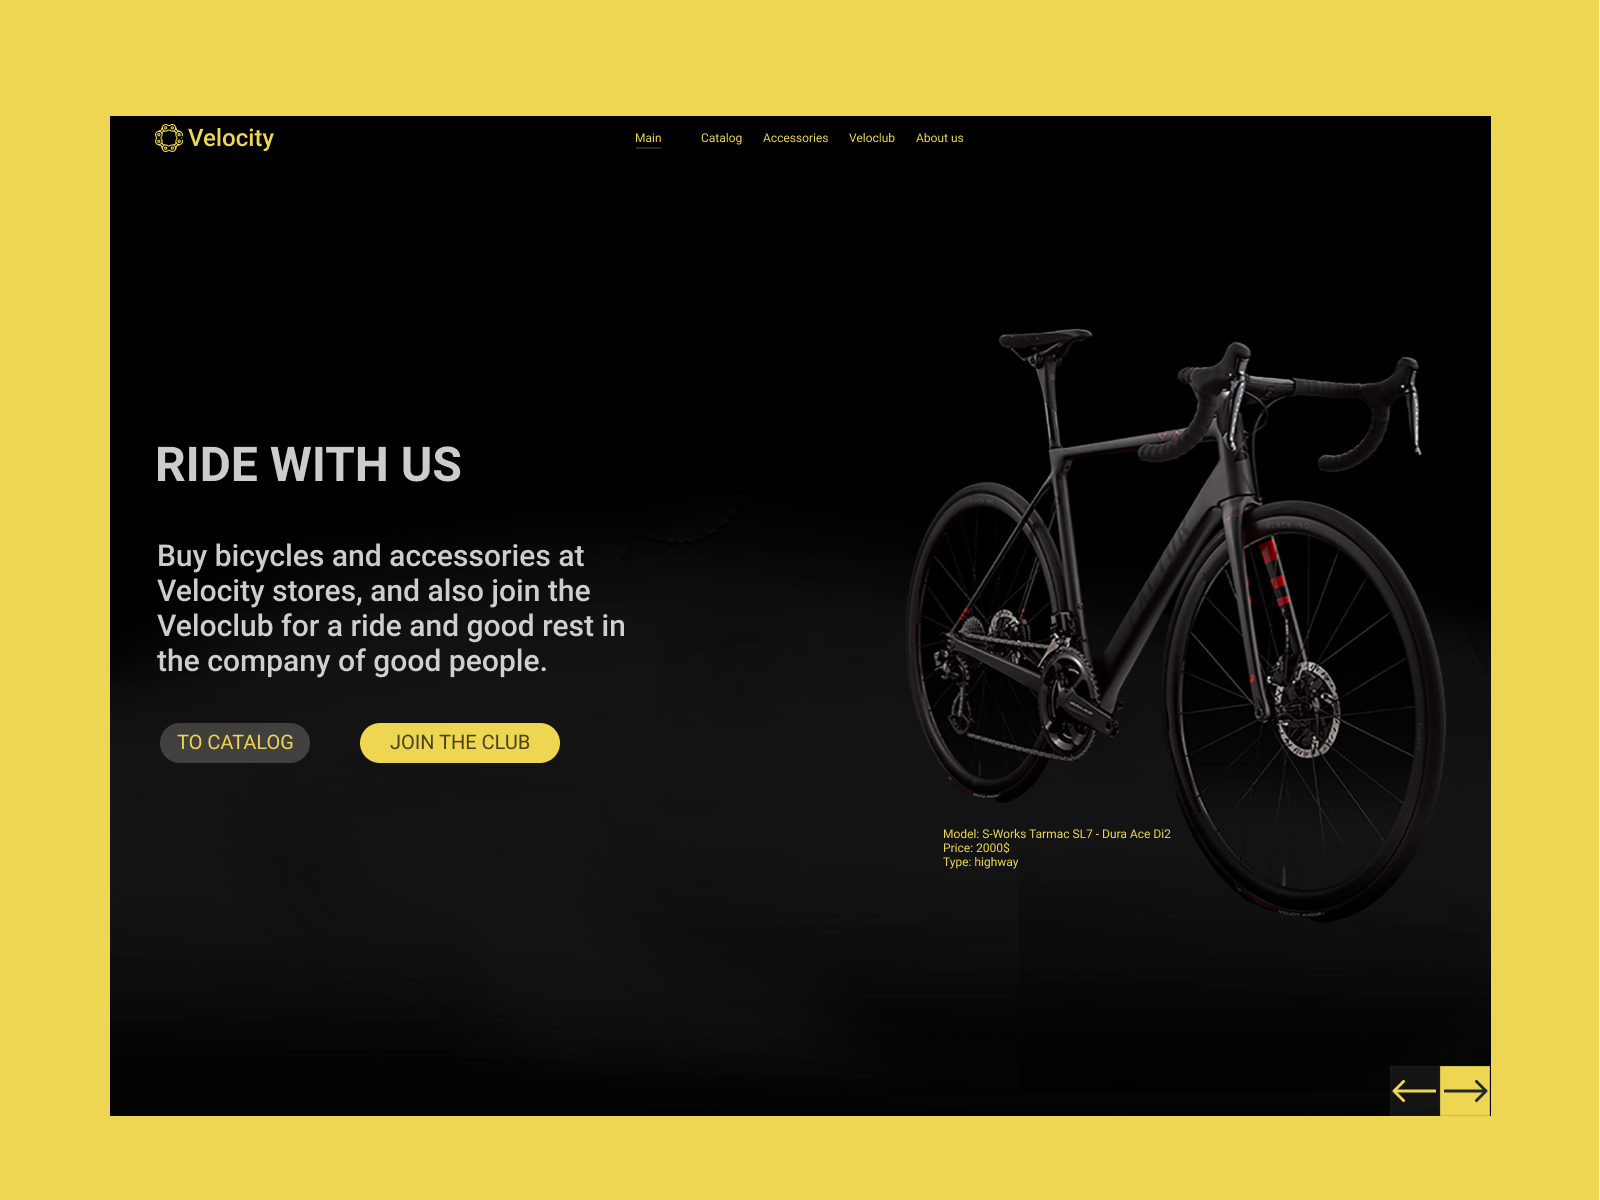 Velocity
Main Catalog Accessories Veloclub About us
RIDE WITH US
Buy bicycles and accessories at
Velocity stores, and also join the
Veloclub for a ride and good rest in
the company of good people.
TO CATALOG JOIN THE CLUB
Model: S-Works Tarmac SL7 - Dura Ace Di2
Price: 2000$
Type: highway
BLACK INC